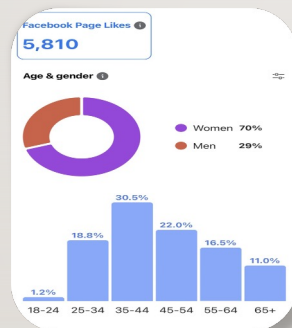 Facebook Page Likes
5,810
Age & gender
Women 70%
Men 29%
30.5%
22.0%
18.8%
16.5%
11.0%
1.2%
18-24 25-34 35-44 45-54 55-64 65+